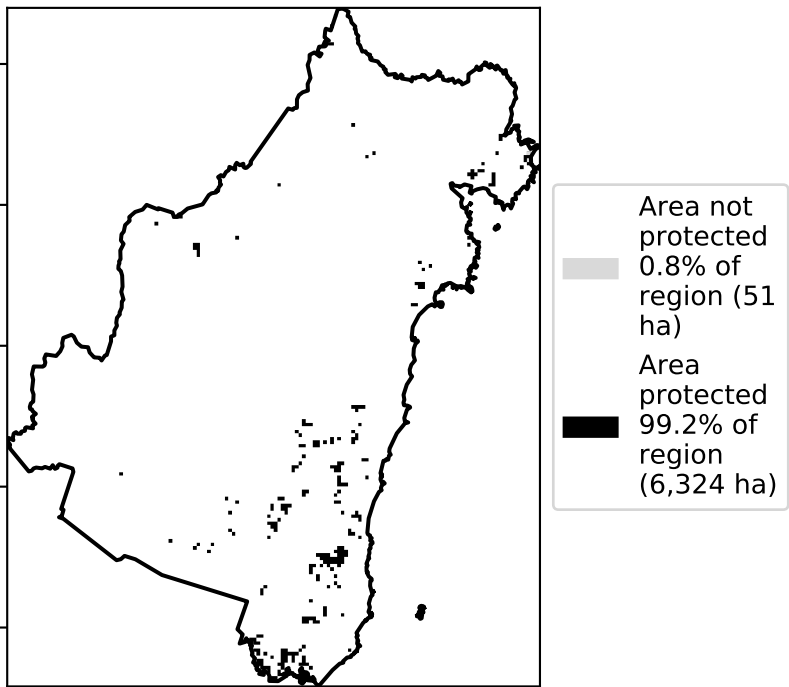 Area not
protected
0.8% of
region (51
ha)
Area
protected
99.2% of
region
(6,324 ha)